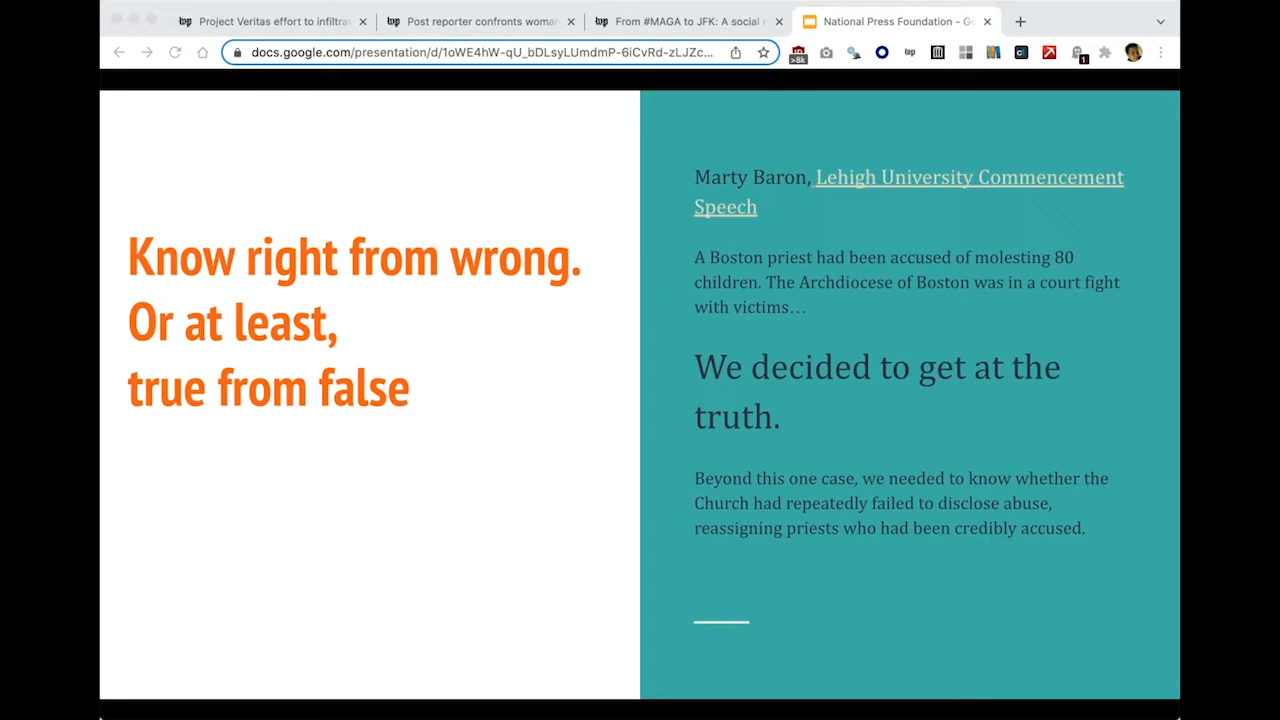 Project Veritas effort to infiltra
Post reporter confronts woma
From #MAGA to JFK: A social
National Press Foundation - Go
docs.google.com/presentation/d/1oWE4hW-qU_bDLsyLUmdmP-6iCvRd-zLJZc...
>8k
1
Know right from wrong.
Or at least,
true from false
Marty Baron, Lehigh University Commencement
Speech
A Boston priest had been accused of molesting 80
children. The Archdiocese of Boston was in a court fight
with victims…
We decided to get at the
truth.
Beyond this one case, we needed to know whether the
Church had repeatedly failed to disclose abuse,
reassigning priests who had been credibly accused.